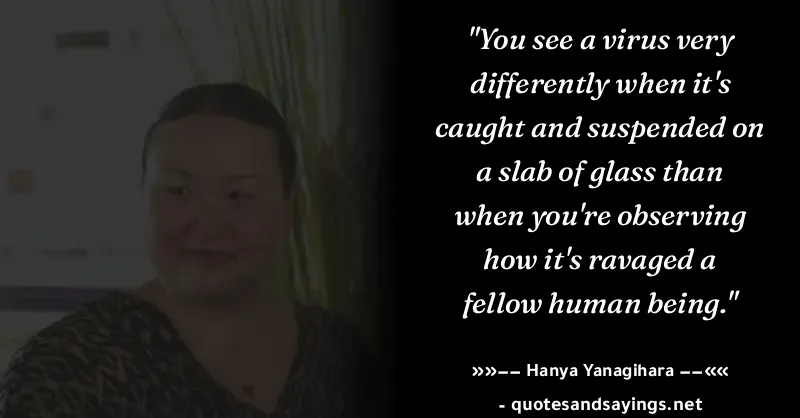 "You see a virus very
differently when it's
caught and suspended on
a slab of glass than
when you're observing
how it's ravaged a
fellow human being."
»»−− Hanya Yanagihara −−««
- quotesandsayings.net